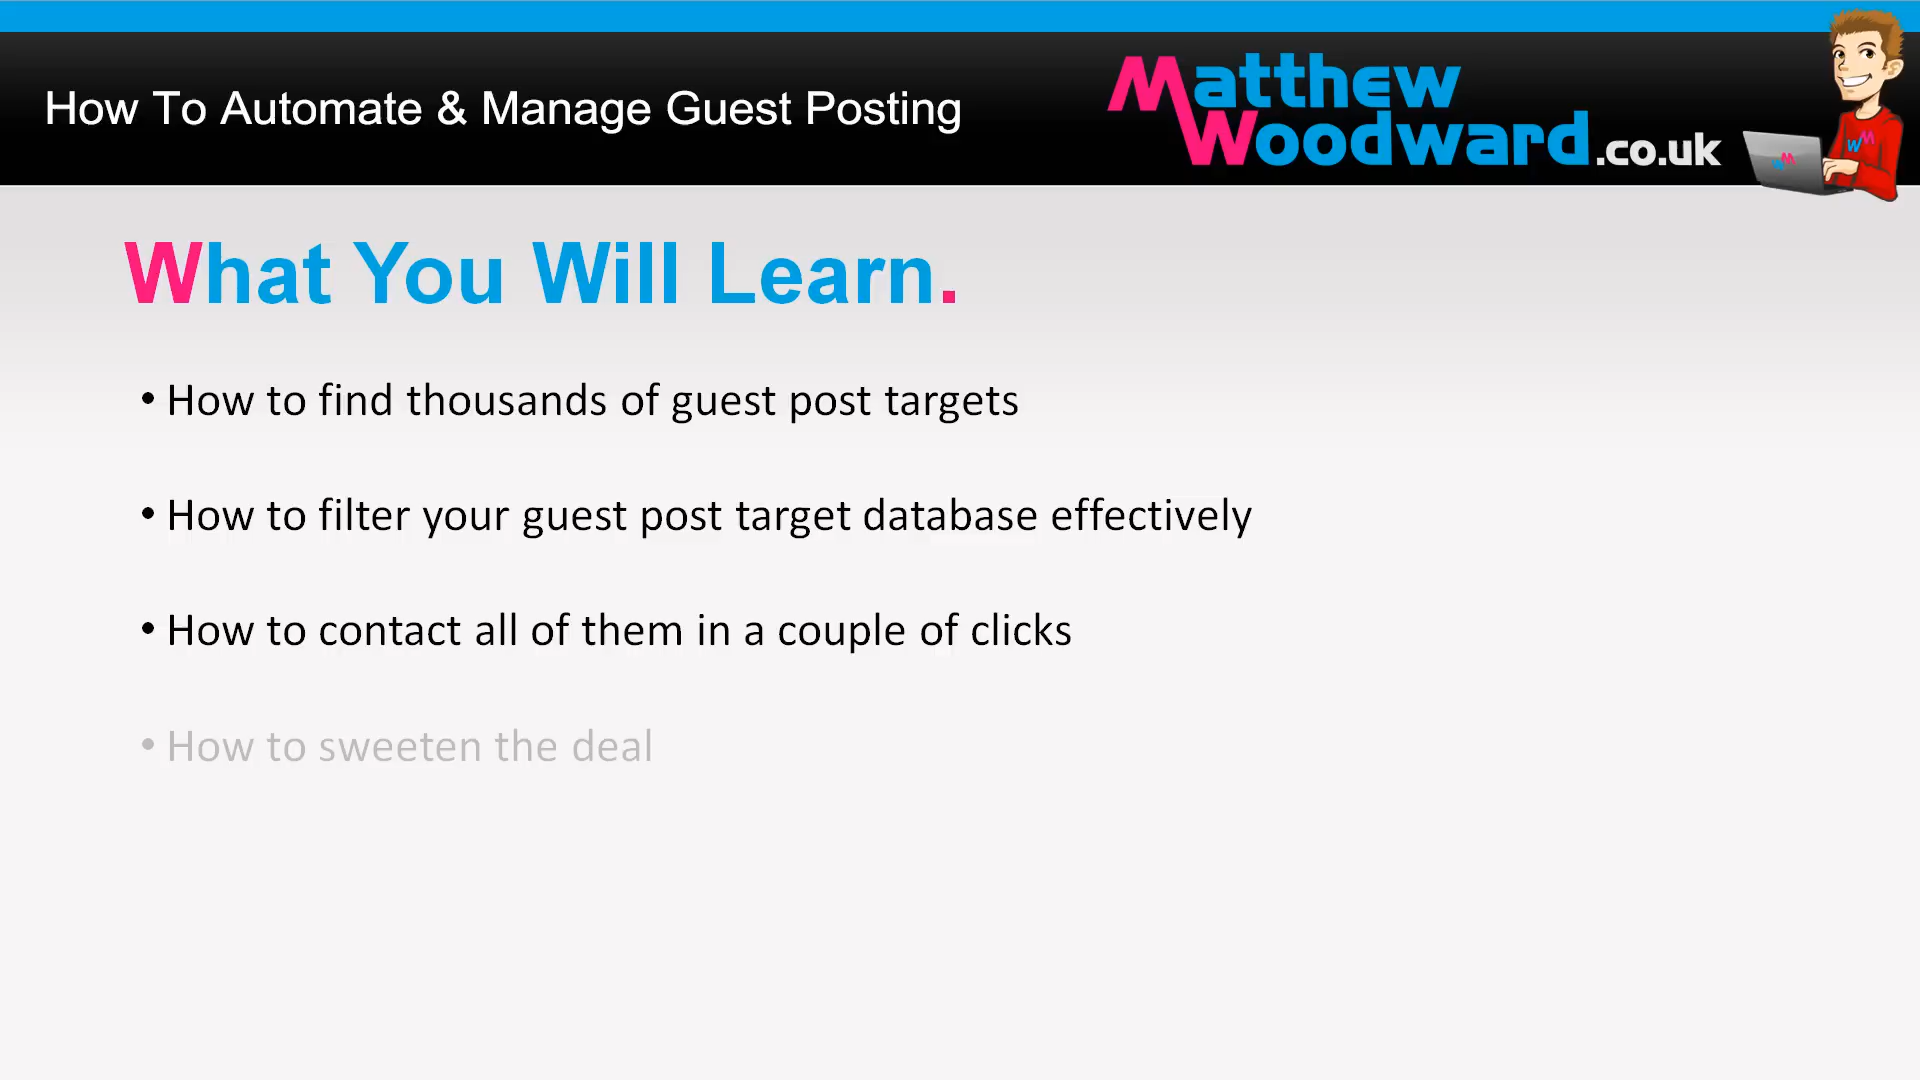 How To Automate & Manage Guest Posting
Matthew
Woodward.co.uk
WM
WM
What You Will Learn.
• How to find thousands of guest post targets
• How to filter your guest post target database effectively
• How to contact all of them in a couple of clicks
• How to sweeten the deal